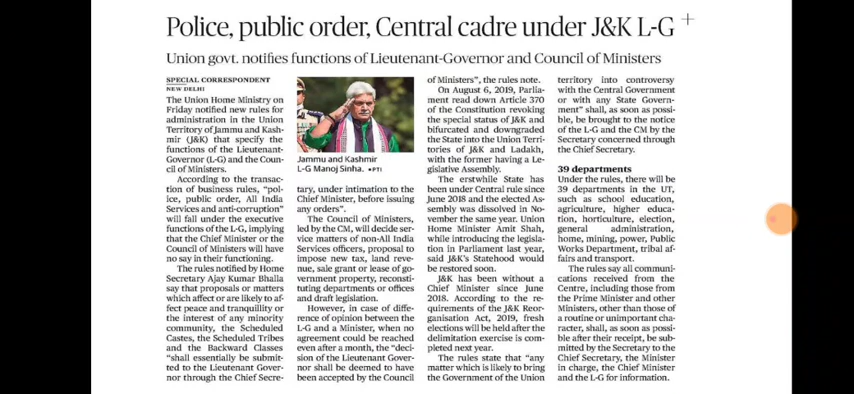 Police, public order, Central cadre under J&K L-G
Union govt. notifies functions of Lieutenant-Governor and Council of Ministers
SPECIAL CORRESPONDENT
NEW DELHI
The Union Home Ministry on
Friday notified new rules for
administration in the Union
Territory of Jammu and Kash-
mir (J&K) that specify the
functions of the Lieutenant-
Governor (L-G) and the Coun-
cil of Ministers.
According to the transac-
tion of business rules, “pol-
ice, public order, All India
Services and anti-corruption”
will fall under the executive
functions of the L-G, implying
that the Chief Minister or the
Council of Ministers will have
no say in their functioning.
The rules notified by Home
Secretary Ajay Kumar Bhalla
say that proposals or matters
which affect or are likely to af-
fect peace and tranquility or
the interest of any minority
community, the Scheduled
Castes, the Scheduled Tribes
and the Backward Classes
“shall essentially be submit-
ted to the Lieutenant Gover-
nor through the Chief Secre-
Jammu and Kashmir
L-G Manoj Sinha. •PTI
tary, under intimation to the
Chief Minister, before issuing
any orders”.
The Council of Ministers,
led by the CM, will decide ser-
vice matters of non-All India
Services officers, proposal to
impose new tax, land reve-
nue, sale grant or lease of go-
vernment property, reconsti-
tuting departments or offices
and draft legislation.
However, in case of diffe-
rence of opinion between the
L-G and a Minister, when no
agreement could be reached
even after a month, the “deci-
sion of the Lieutenant Gover-
nor shall be deemed to have
been accepted by the Council
of Ministers”, the rules note.
On August 6, 2019, Parlia-
ment read down Article 370
of the Constitution revoking
the special status of J&K and
bifurcated and downgraded
the State into the Union Terri-
tories of J&K and Ladakh,
with the former having a Le-
gislative Assembly.
The erstwhile State has
been under Central rule since
June 2018 and the elected As-
sembly was dissolved in No-
vember the same year. Union
Home Minister Amit Shah,
while introducing the legisla-
tion in Parliament last year,
said J&K’s Statehood would
be restored soon.
J&K has been without a
Chief Minister since June
2018. According to the re-
quirements of the J&K Reor-
ganisation Act, 2019, fresh
elections will be held after the
delimitation exercise is com-
pleted next year.
The rules state that “any
matter which is likely to bring
the Government of the Union
territory into controversy
with the Central Government
or with any State Govern-
ment” shall, as soon as possi-
ble, be brought to the notice
of the L-G and the CM by the
Secretary concerned through
the Chief Secretary.
39 departments
Under the rules, there will be
39 departments in the UT,
such as school education,
agriculture, higher educa-
tion, horticulture, election,
general administration,
home, mining, power, Public
Works Department, tribal af-
fairs and transport.
The rules say all communi-
cations received from the
Centre, including those from
the Prime Minister and other
Ministers, other than those of
a routine or unimportant cha-
racter, shall, as soon as possi-
ble after their receipt, be sub-
mitted by the Secretary to the
Chief Secretary, the Minister
in charge, the Chief Minister
and the L-G for information.